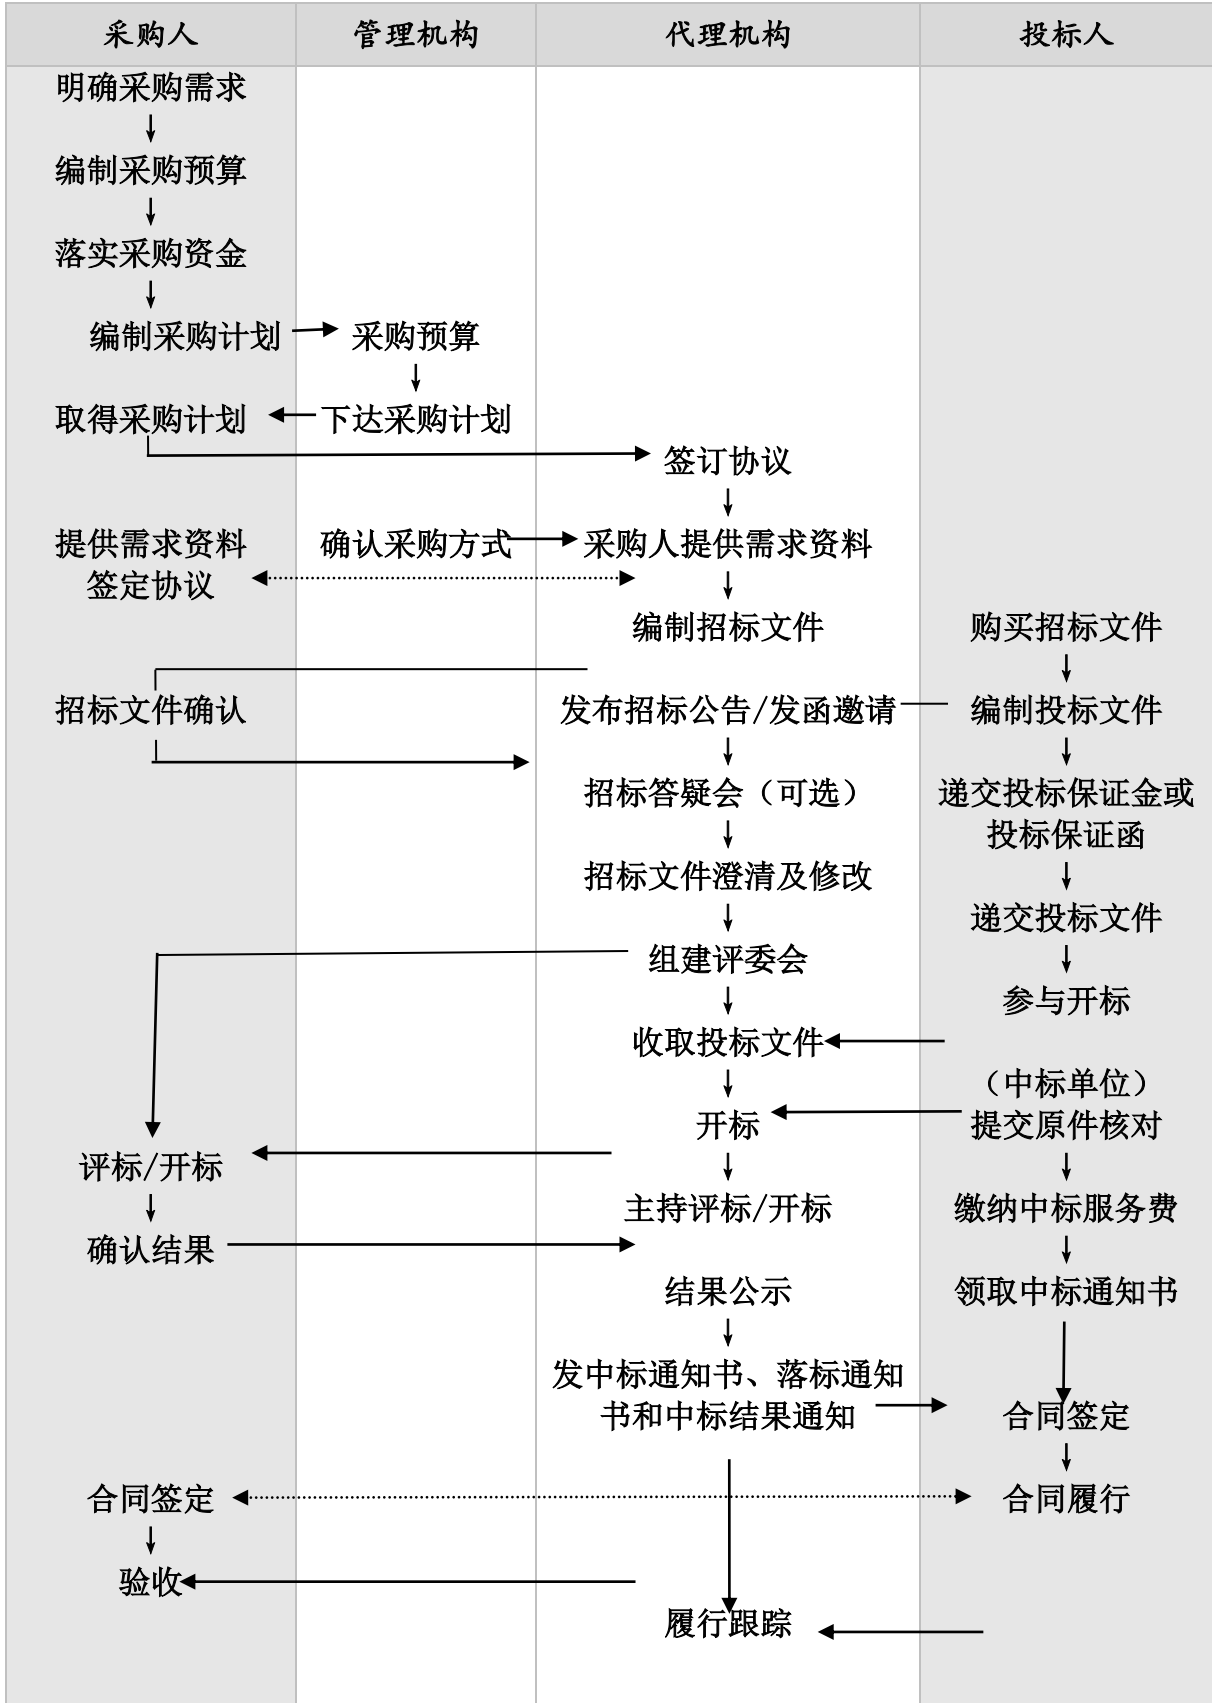 采购人
管理机构
代理机构
投标人
明确采购需求
编制采购预算
落实采购资金
编制采购计划
采购预算
取得采购计划
下达采购计划
签订协议
提供需求资料
签定协议
确认采购方式
采购人提供需求资料
编制招标文件
购买招标文件
招标文件确认
发布招标公告/发函邀请
编制投标文件
招标答疑会（可选）
递交投标保证金或
投标保证函
招标文件澄清及修改
递交投标文件
组建评委会
参与开标
收取投标文件
（中标单位）
提交原件核对
开标
评标/开标
主持评标/开标
缴纳中标服务费
确认结果
结果公示
领取中标通知书
发中标通知书、落标通知
书和中标结果通知
合同签定
合同签定
合同履行
验收
履行跟踪